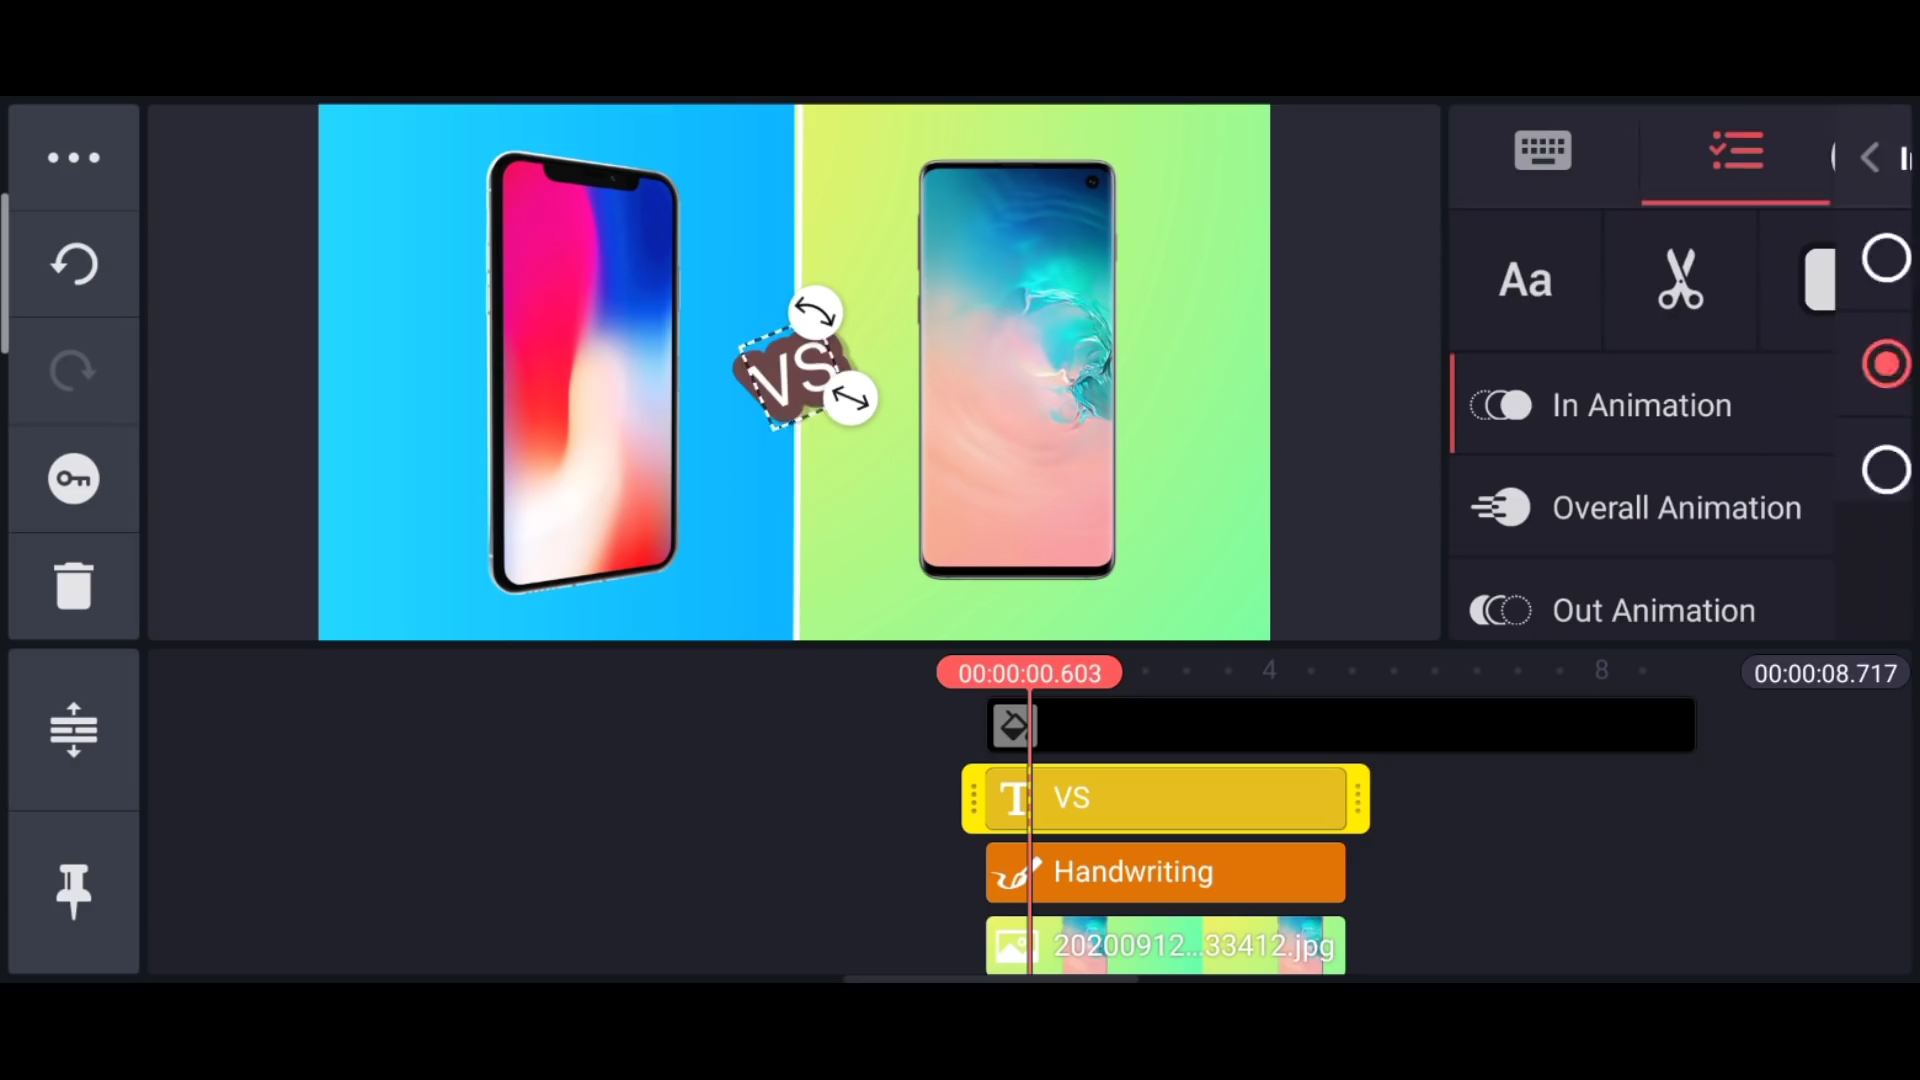 VS
Aa
In Animation
Overall Animation
Out Animation
00:00:00.603
4
8
00:00:08.717
T VS
Handwriting
20200912...33412.jpg